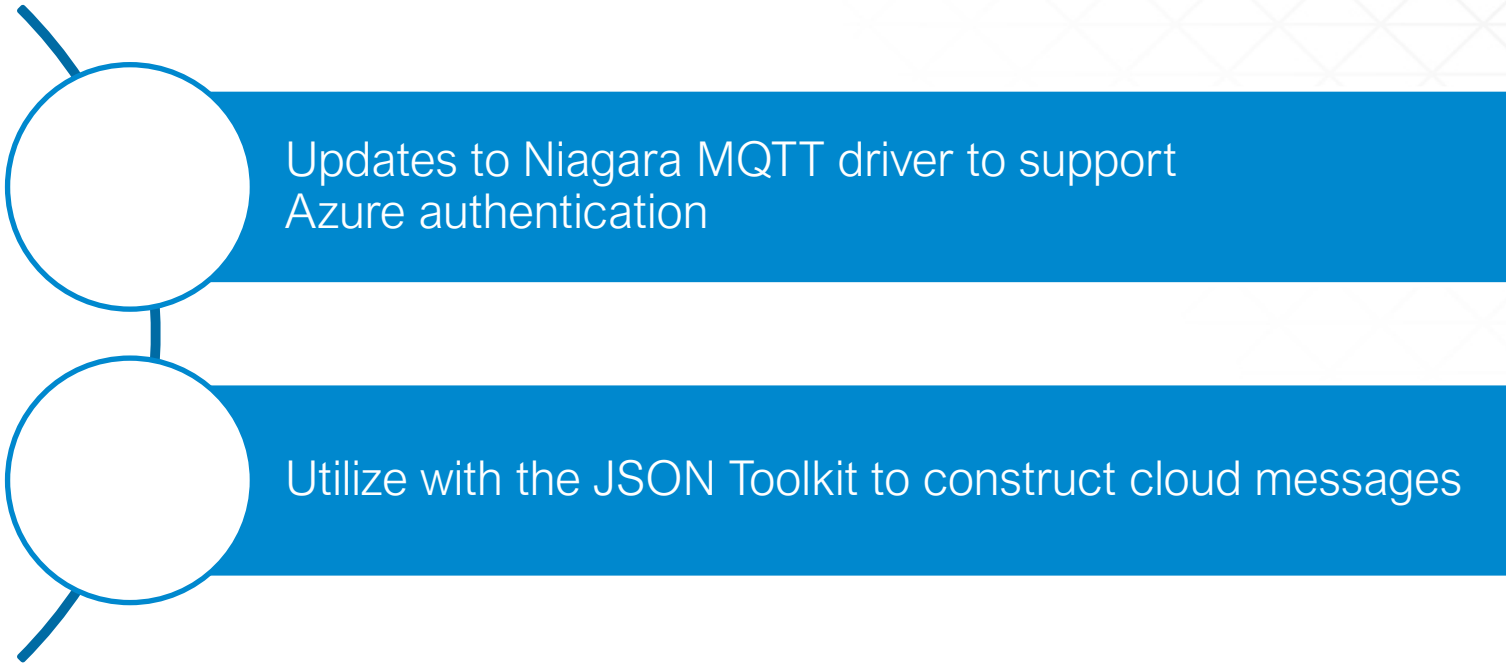 Updates to Niagara MQTT driver to support
Azure authentication
Utilize with the JSON Toolkit to construct cloud messages